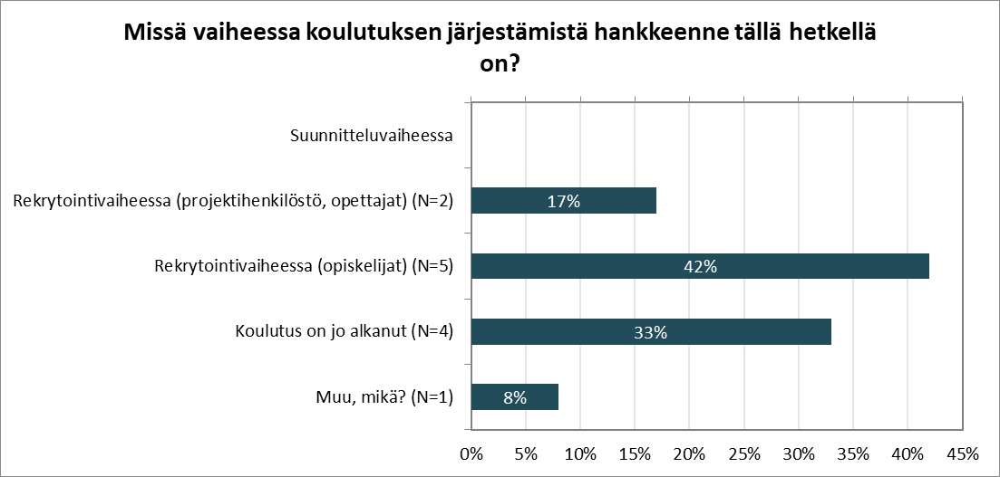 Missä vaiheessa koulutuksen järjestämistä hankkeenne tällä hetkellä
on?
Suunnitteluvaiheessa
Rekrytointivaiheessa (projektihenkilöstö, opettajat) (N=2)
17%
Rekrytointivaiheessa (opiskelijat) (N=5)
42%
Koulutus on jo alkanut (N=4)
33%
Muu, mikä? (N=1)
8%
0% 5% 10% 15% 20% 25% 30% 35% 40% 45%